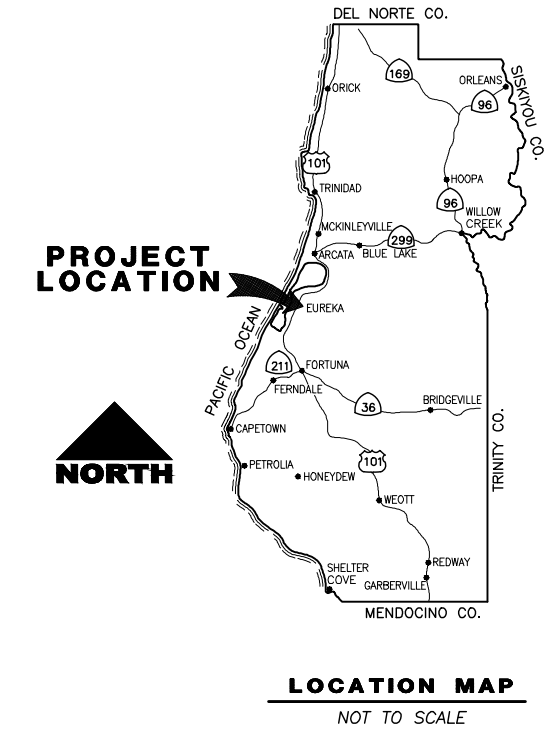 DEL NORTE CO.
169
ORLEANS
SISKIYOU CO.
ORICK
96
101
HOOPA
TRINIDAD
96
WILLOW
CREEK
MCKINLEYVILLE
299
ARCATA
BLUE LAKE
PROJECT
LOCATION
EUREKA
PACIFIC OCEAN
211
FORTUNA
FERNDALE
36
BRIDGEVILLE
CAPETOWN
TRINITY CO.
NORTH
PETROLIA
101
HONEYDEW
WEOTT
SHELTER
COVE
REDWAY
GARBERVILLE
MENDOCINO CO.
LOCATION MAP
NOT TO SCALE